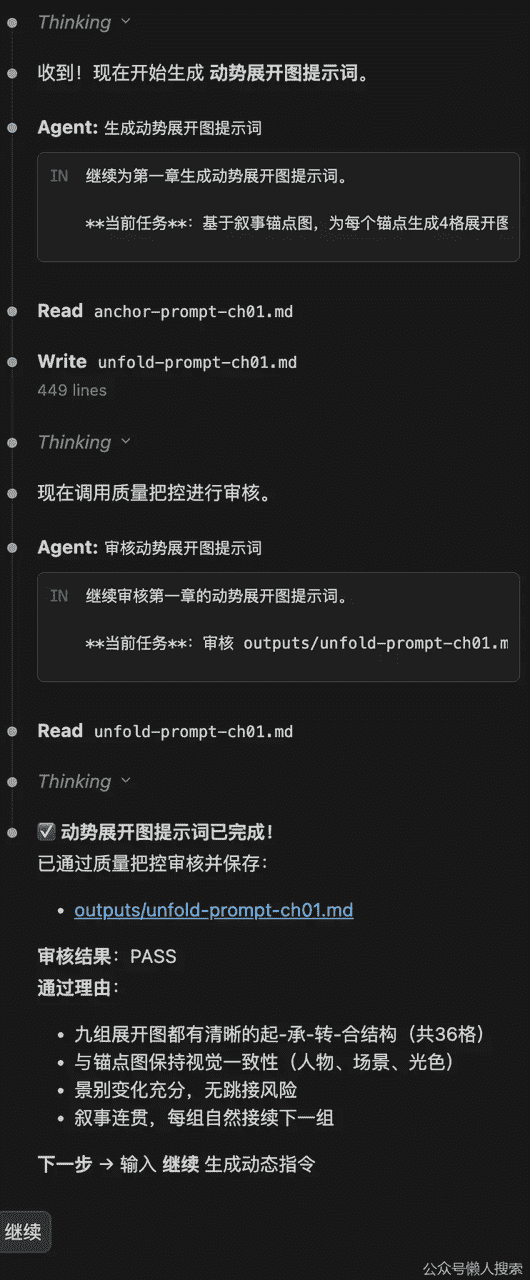 Thinking
收到！现在开始生成 动势展开图提示词。
Agent: 生成动势展开图提示词
IN 继续为第一章生成动势展开图提示词。
**当前任务**: 基于叙事锚点图，为每个锚点生成4格展开图
Read anchor-prompt-ch01.md
Write unfold-prompt-ch01.md
449 lines
Thinking
现在调用质量把控进行审核。
Agent: 审核动势展开图提示词
IN 继续审核第一章的动势展开图提示词。
**当前任务**: 审核 outputs/unfold-prompt-ch01.m
Read unfold-prompt-ch01.md
Thinking
☑ 动势展开图提示词已完成！
已通过质量把控审核并保存：
• outputs/unfold-prompt-ch01.md
审核结果：PASS
通过理由：
• 九组展开图都有清晰的起-承-转-合结构（共36格）
• 与锚点图保持视觉一致性（人物、场景、光色）
• 景别变化充分，无跳接风险
• 叙事连贯，每组自然接续下一组
下一步 → 输入 继续 生成动态指令
继续
公众号懒人搜索